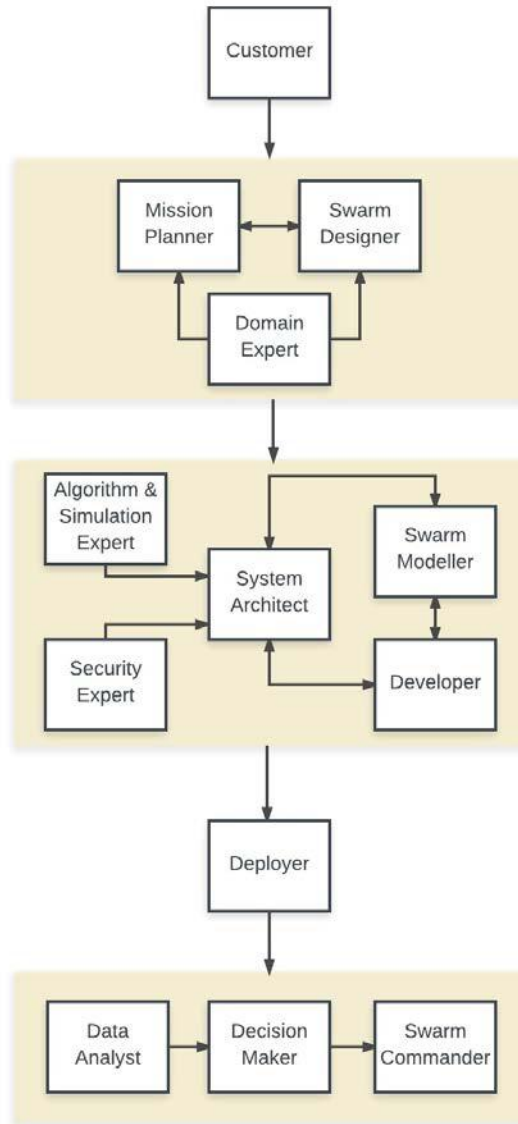 Customer
Mission
Planner
Swarm
Designer
Domain
Expert
Algorithm &
Simulation
Expert
System
Architect
Swarm
Modeller
Security
Expert
Developer
Deployer
Data
Analyst
Decision
Maker
Swarm
Commander